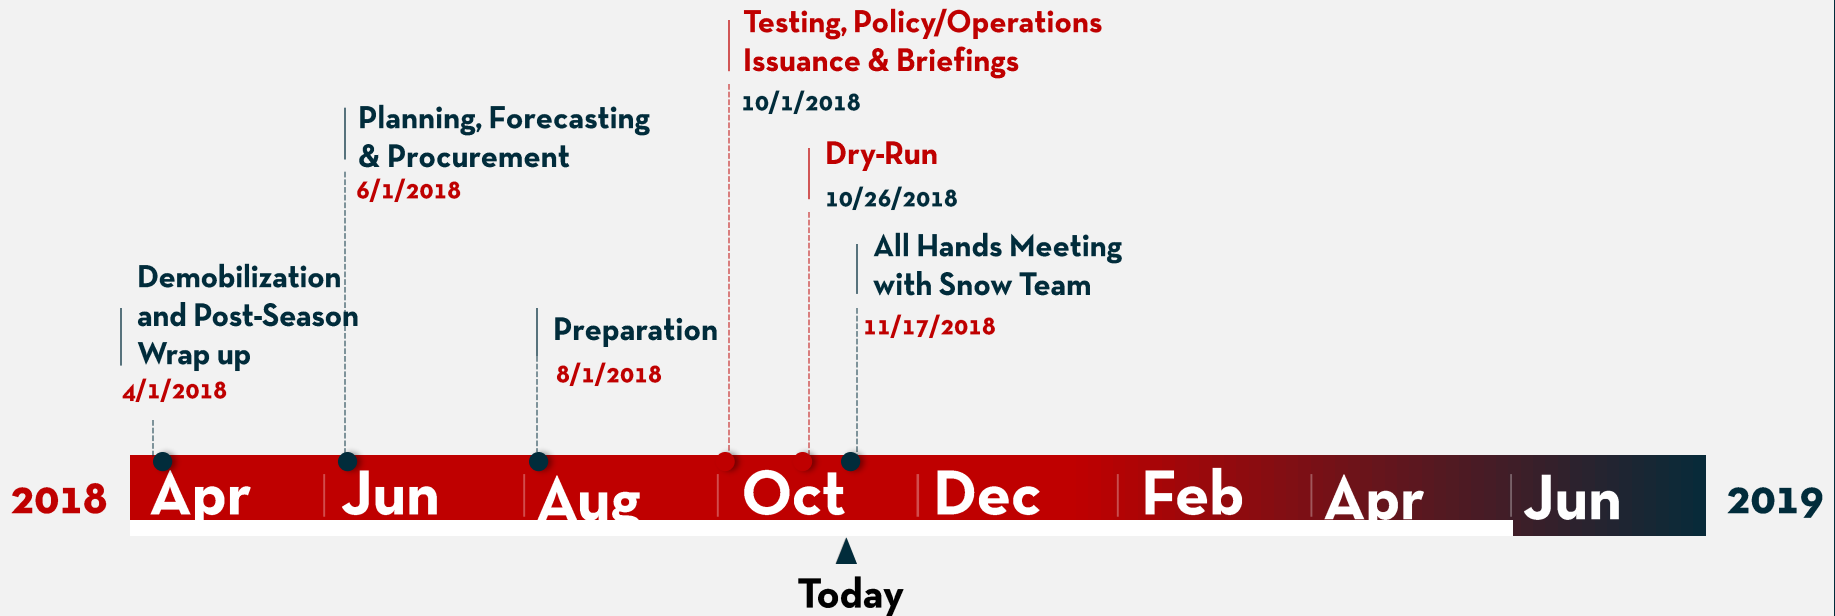 Testing, Policy/Operations
Issuance & Briefings
10/1/2018
Planning, Forecasting
& Procurement
6/1/2018
Dry-Run
10/26/2018
All Hands Meeting
with Snow Team
11/17/2018
Demobilization
and Post-Season
Wrap up
4/1/2018
Preparation
8/1/2018
2018 Apr Jun Aug Oct Dec Feb Apr Jun 2019
Today